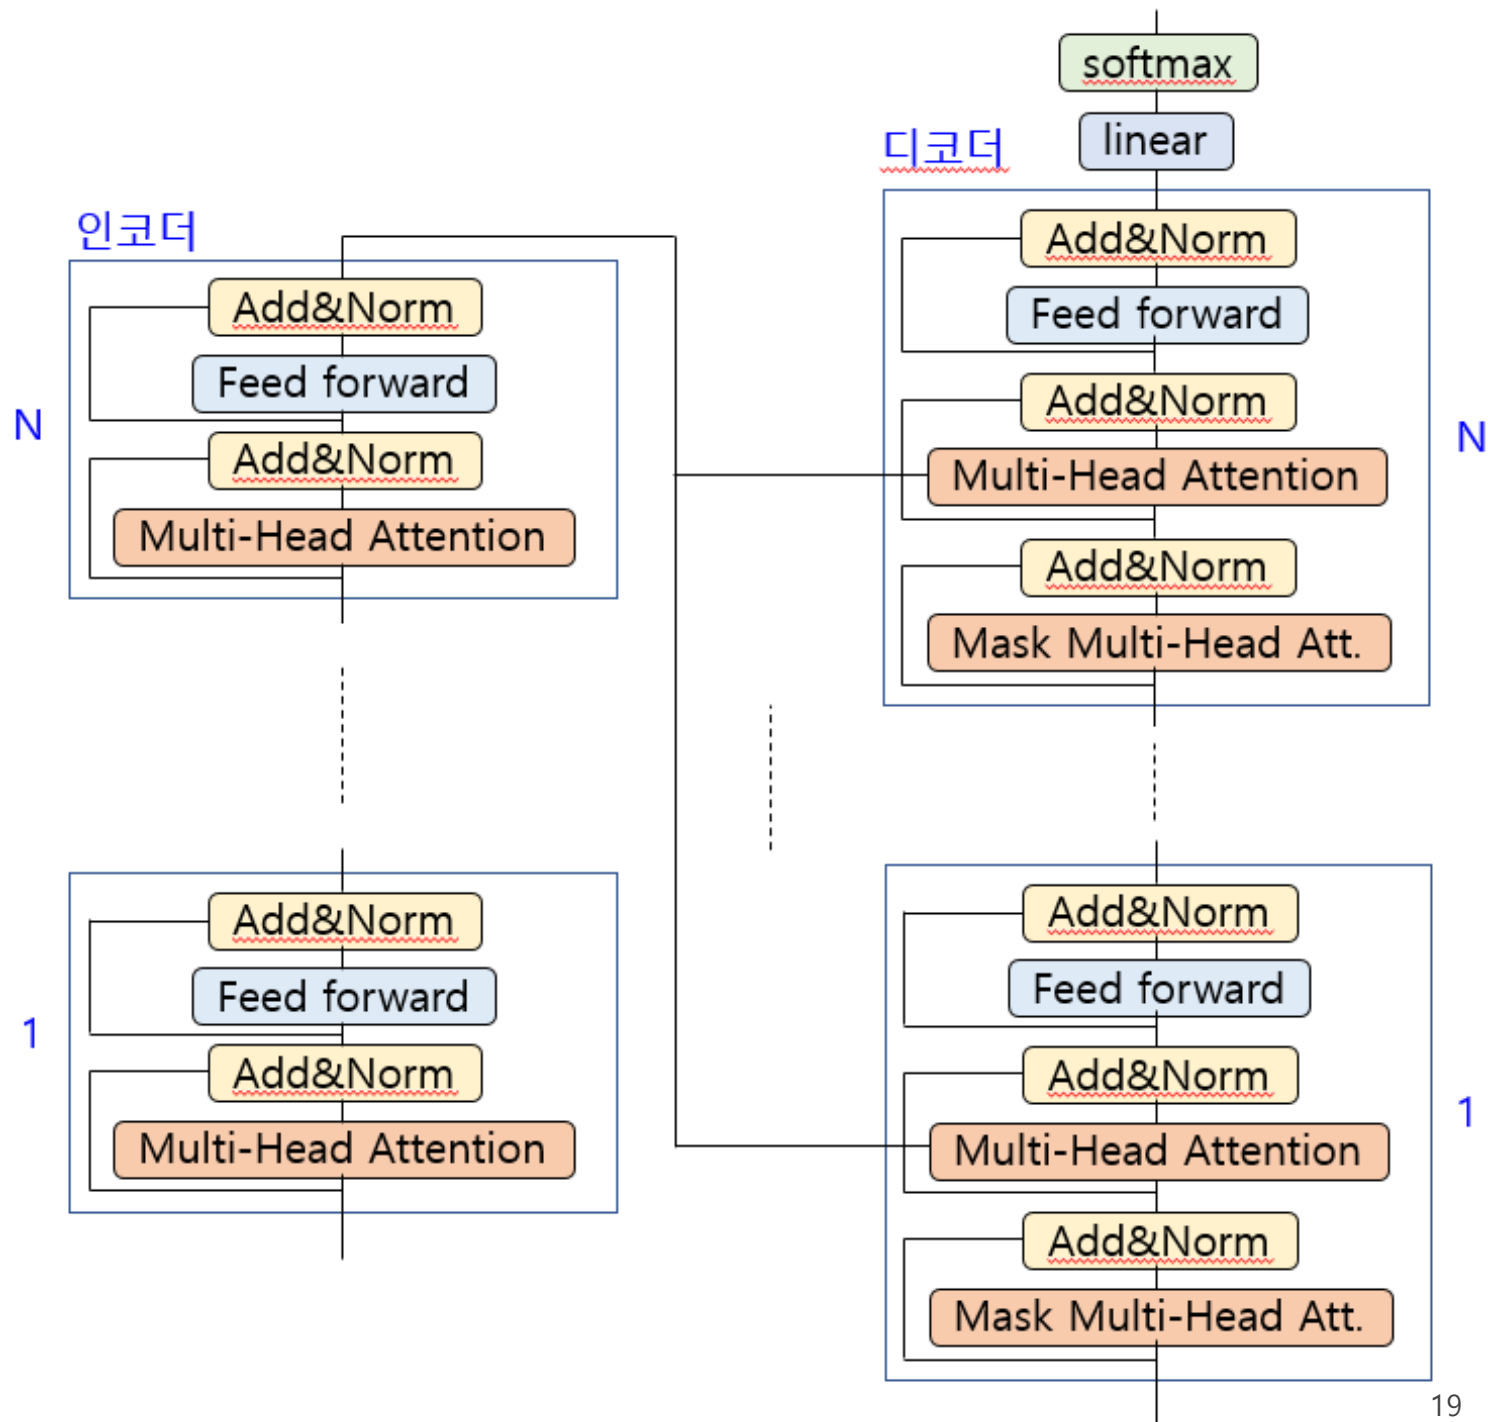 인코더
N
Add&Norm
Feed forward
Add&Norm
Multi-Head Attention
1
Add&Norm
Feed forward
Add&Norm
Multi-Head Attention
softmax
linear
디코더
Add&Norm
Feed forward
Add&Norm
Multi-Head Attention
Add&Norm
Mask Multi-Head Att.
N
Add&Norm
Feed forward
Add&Norm
Multi-Head Attention
Add&Norm
Mask Multi-Head Att.
1
19